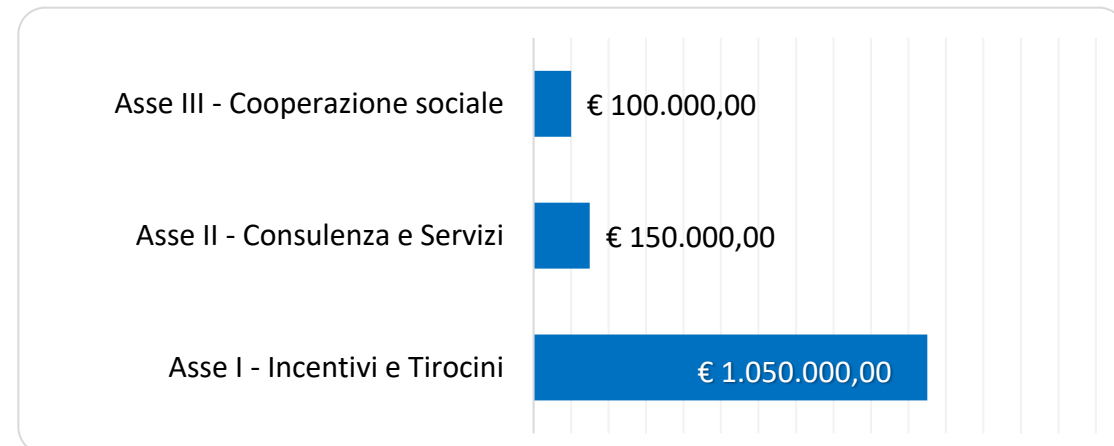 Asse III - Cooperazione sociale € 100.000,00
Asse II - Consulenza e Servizi € 150.000,00
Asse I - Incentivi e Tirocini € 1.050.000,00